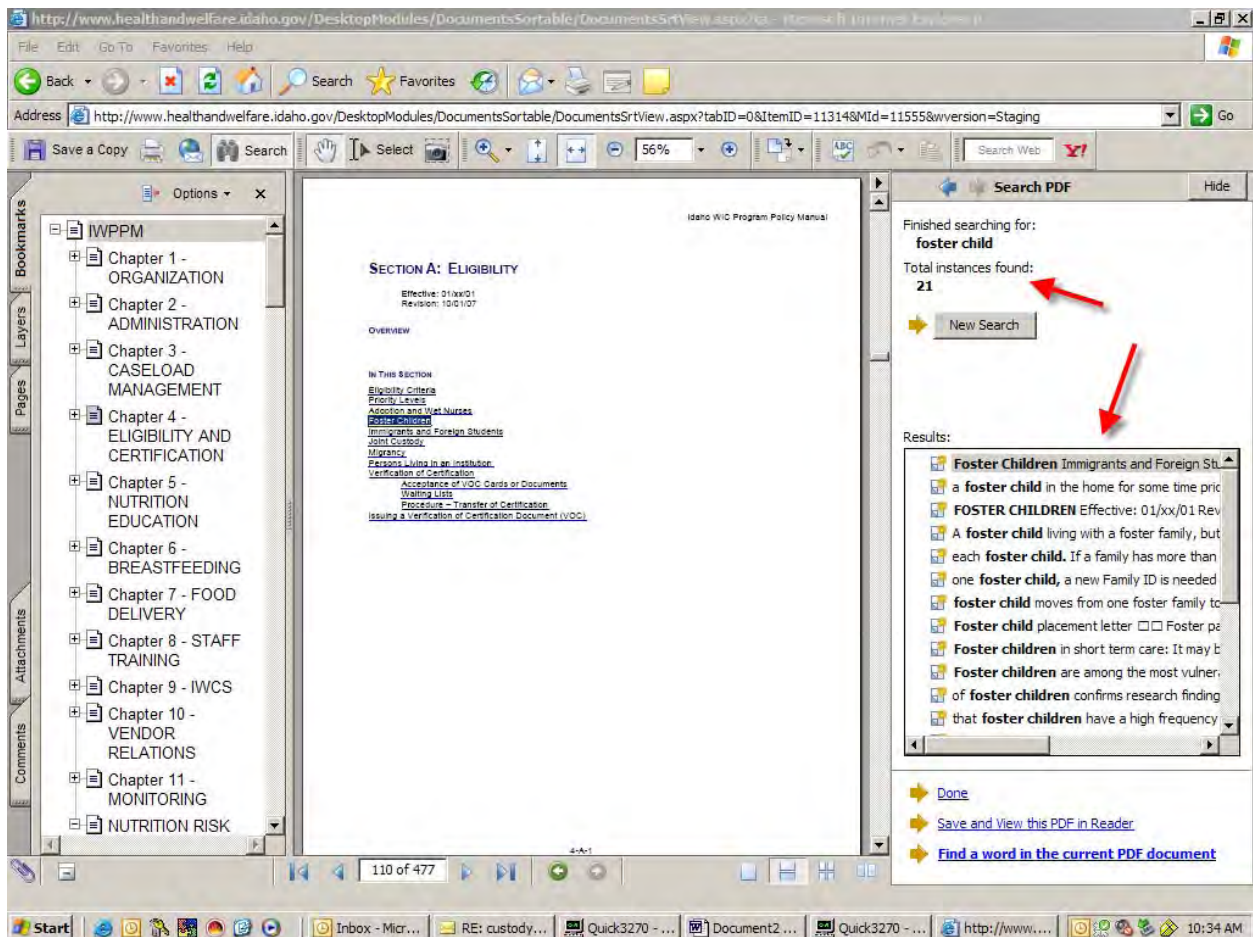 http://www.healthandwelfare.idaho.gov/DesktopModules/DocumentsSortable/DocumentsSrtView.aspx?ta - Microsoft Internet Explorer p
File Edit Go To Favorites Help
Back Search Favorites
Address http://www.healthandwelfare.idaho.gov/DesktopModules/DocumentsSortable/DocumentsSrtView.aspx?tabID=0&ItemID=11314&MId=11555&wversion=Staging Go
Save a Copy Search Select 56% Search Web Y!
Options x
Bookmarks
Layers
Pages
Attachments
Comments
IWPPM
Chapter 1 -
ORGANIZATION
Chapter 2 -
ADMINISTRATION
Chapter 3 -
CASELOAD
MANAGEMENT
Chapter 4 -
ELIGIBILITY AND
CERTIFICATION
Chapter 5 -
NUTRITION
EDUCATION
Chapter 6 -
BREASTFEEDING
Chapter 7 - FOOD
DELIVERY
Chapter 8 - STAFF
TRAINING
Chapter 9 - IWCS
Chapter 10 -
VENDOR
RELATIONS
Chapter 11 -
MONITORING
NUTRITION RISK
Idaho WIC Program Policy Manual
SECTION A: ELIGIBILITY
Effective: 01/xx/01
Revision: 10/01/07
OVERVIEW
IN THIS SECTION
Eligibility Criteria
Priority Levels
Adoption and Wet Nurses
Foster Children
Immigrants and Foreign Students
Joint Custody
Migrancy
Persons Living in an Institution
Verification of Certification
Acceptance of VOC Cards or Documents
Waiting Lists
Procedure – Transfer of Certification
Issuing a Verification of Certification Document (VOC)
4-A-1
110 of 477
Search PDF Hide
Finished searching for:
foster child
Total instances found:
21
New Search
Results:
Foster Children Immigrants and Foreign Stu
a foster child in the home for some time pric
FOSTER CHILDREN Effective: 01/xx/01 Rev
A foster child living with a foster family, but
each foster child. If a family has more than
one foster child, a new Family ID is needed
foster child moves from one foster family to
Foster child placement letter □□ Foster pa
Foster children in short term care: It may b
Foster children are among the most vulner
of foster children confirms research finding
that foster children have a high frequency
Done
Save and View this PDF in Reader
Find a word in the current PDF document
Start Inbox - Micr... RE: custody... Quick3270 - ... Document2 ... Quick3270 - ... http://www.... 10:34 AM